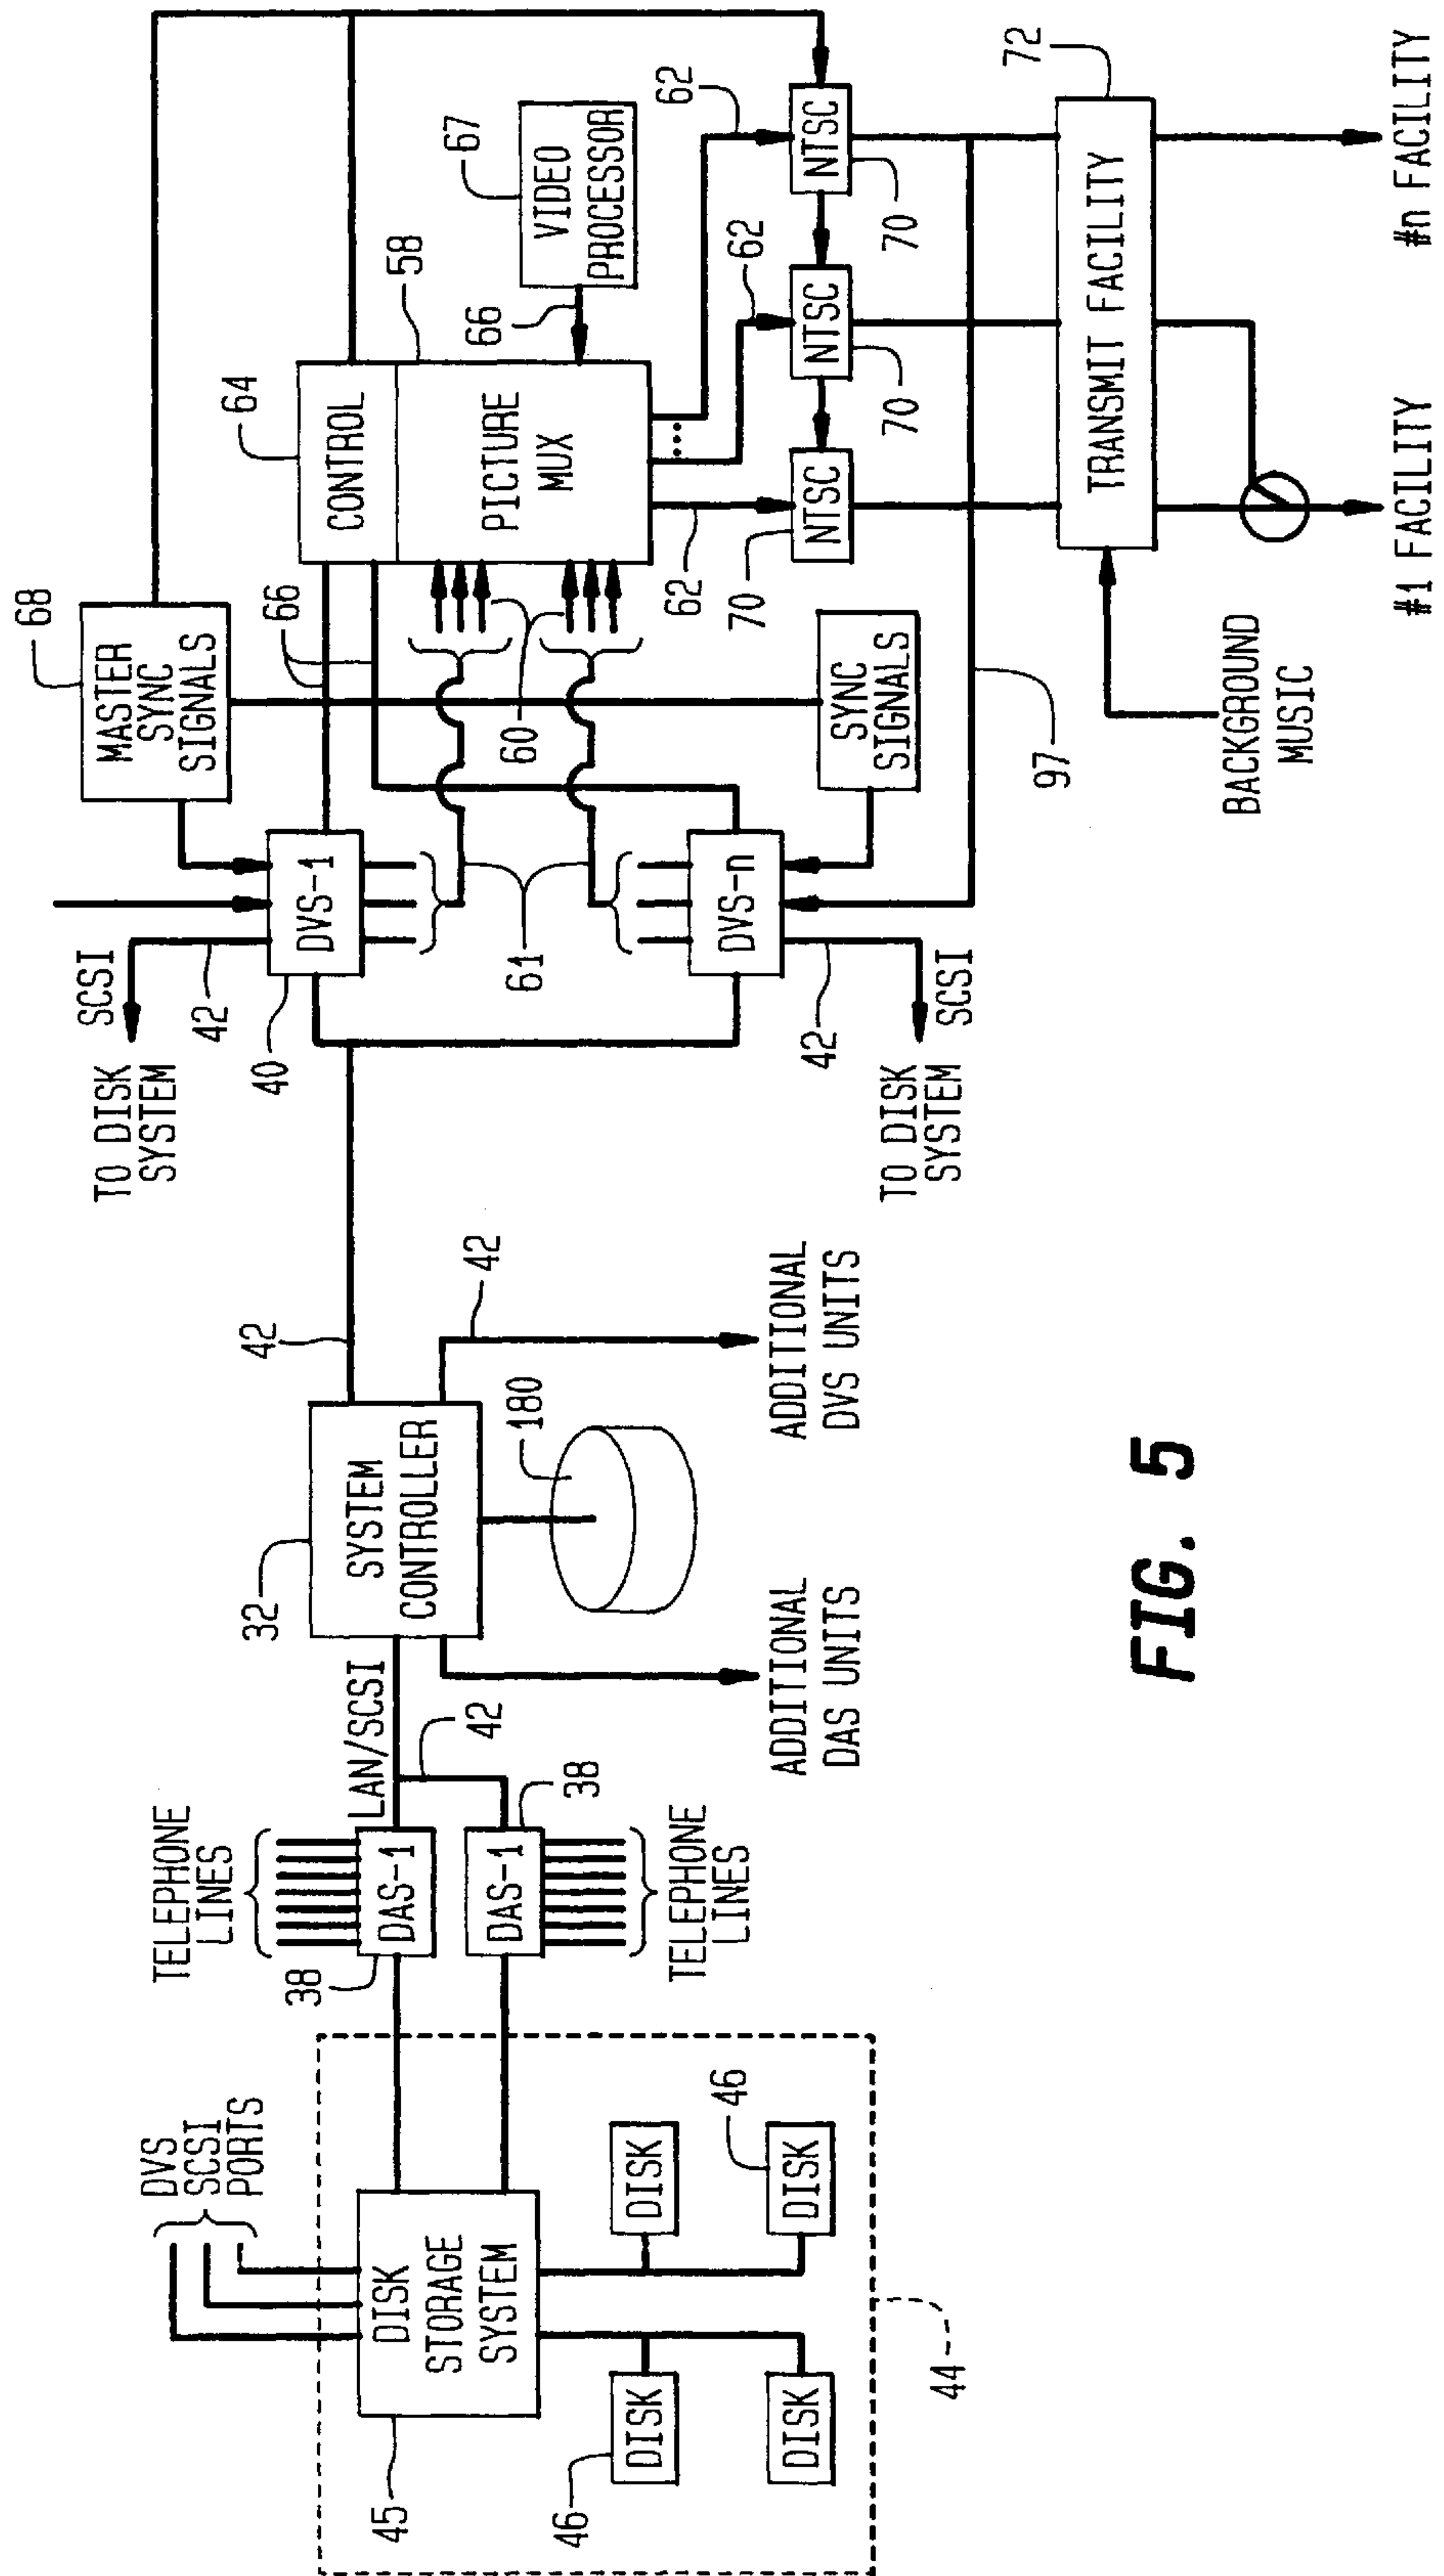 DVS
SCSI
PORTS
DISK
STORAGE
SYSTEM
45
DISK
46
DISK
DISK
46
DISK
44
TELEPHONE
LINES
38
DAS-1
DAS-1
38
TELEPHONE
LINES
LAN/SCSI
42
32
SYSTEM
CONTROLLER
180
42
42
ADDITIONAL
DAS UNITS
ADDITIONAL
DVS UNITS
TO DISK
SYSTEM
SCSI
42
40
DVS-1
61
DVS-n
42
SCSI
TO DISK
SYSTEM
68
MASTER
SYNC
SIGNALS
66
60
SYNC
SIGNALS
64
CONTROL
58
PICTURE
MUX
66
67
VIDEO
PROCESSOR
62
62
62
70
NTSC
NTSC
70
NTSC
70
97
BACKGROUND
MUSIC
72
TRANSMIT FACILITY
#1 FACILITY
#n FACILITY
FIG. 5